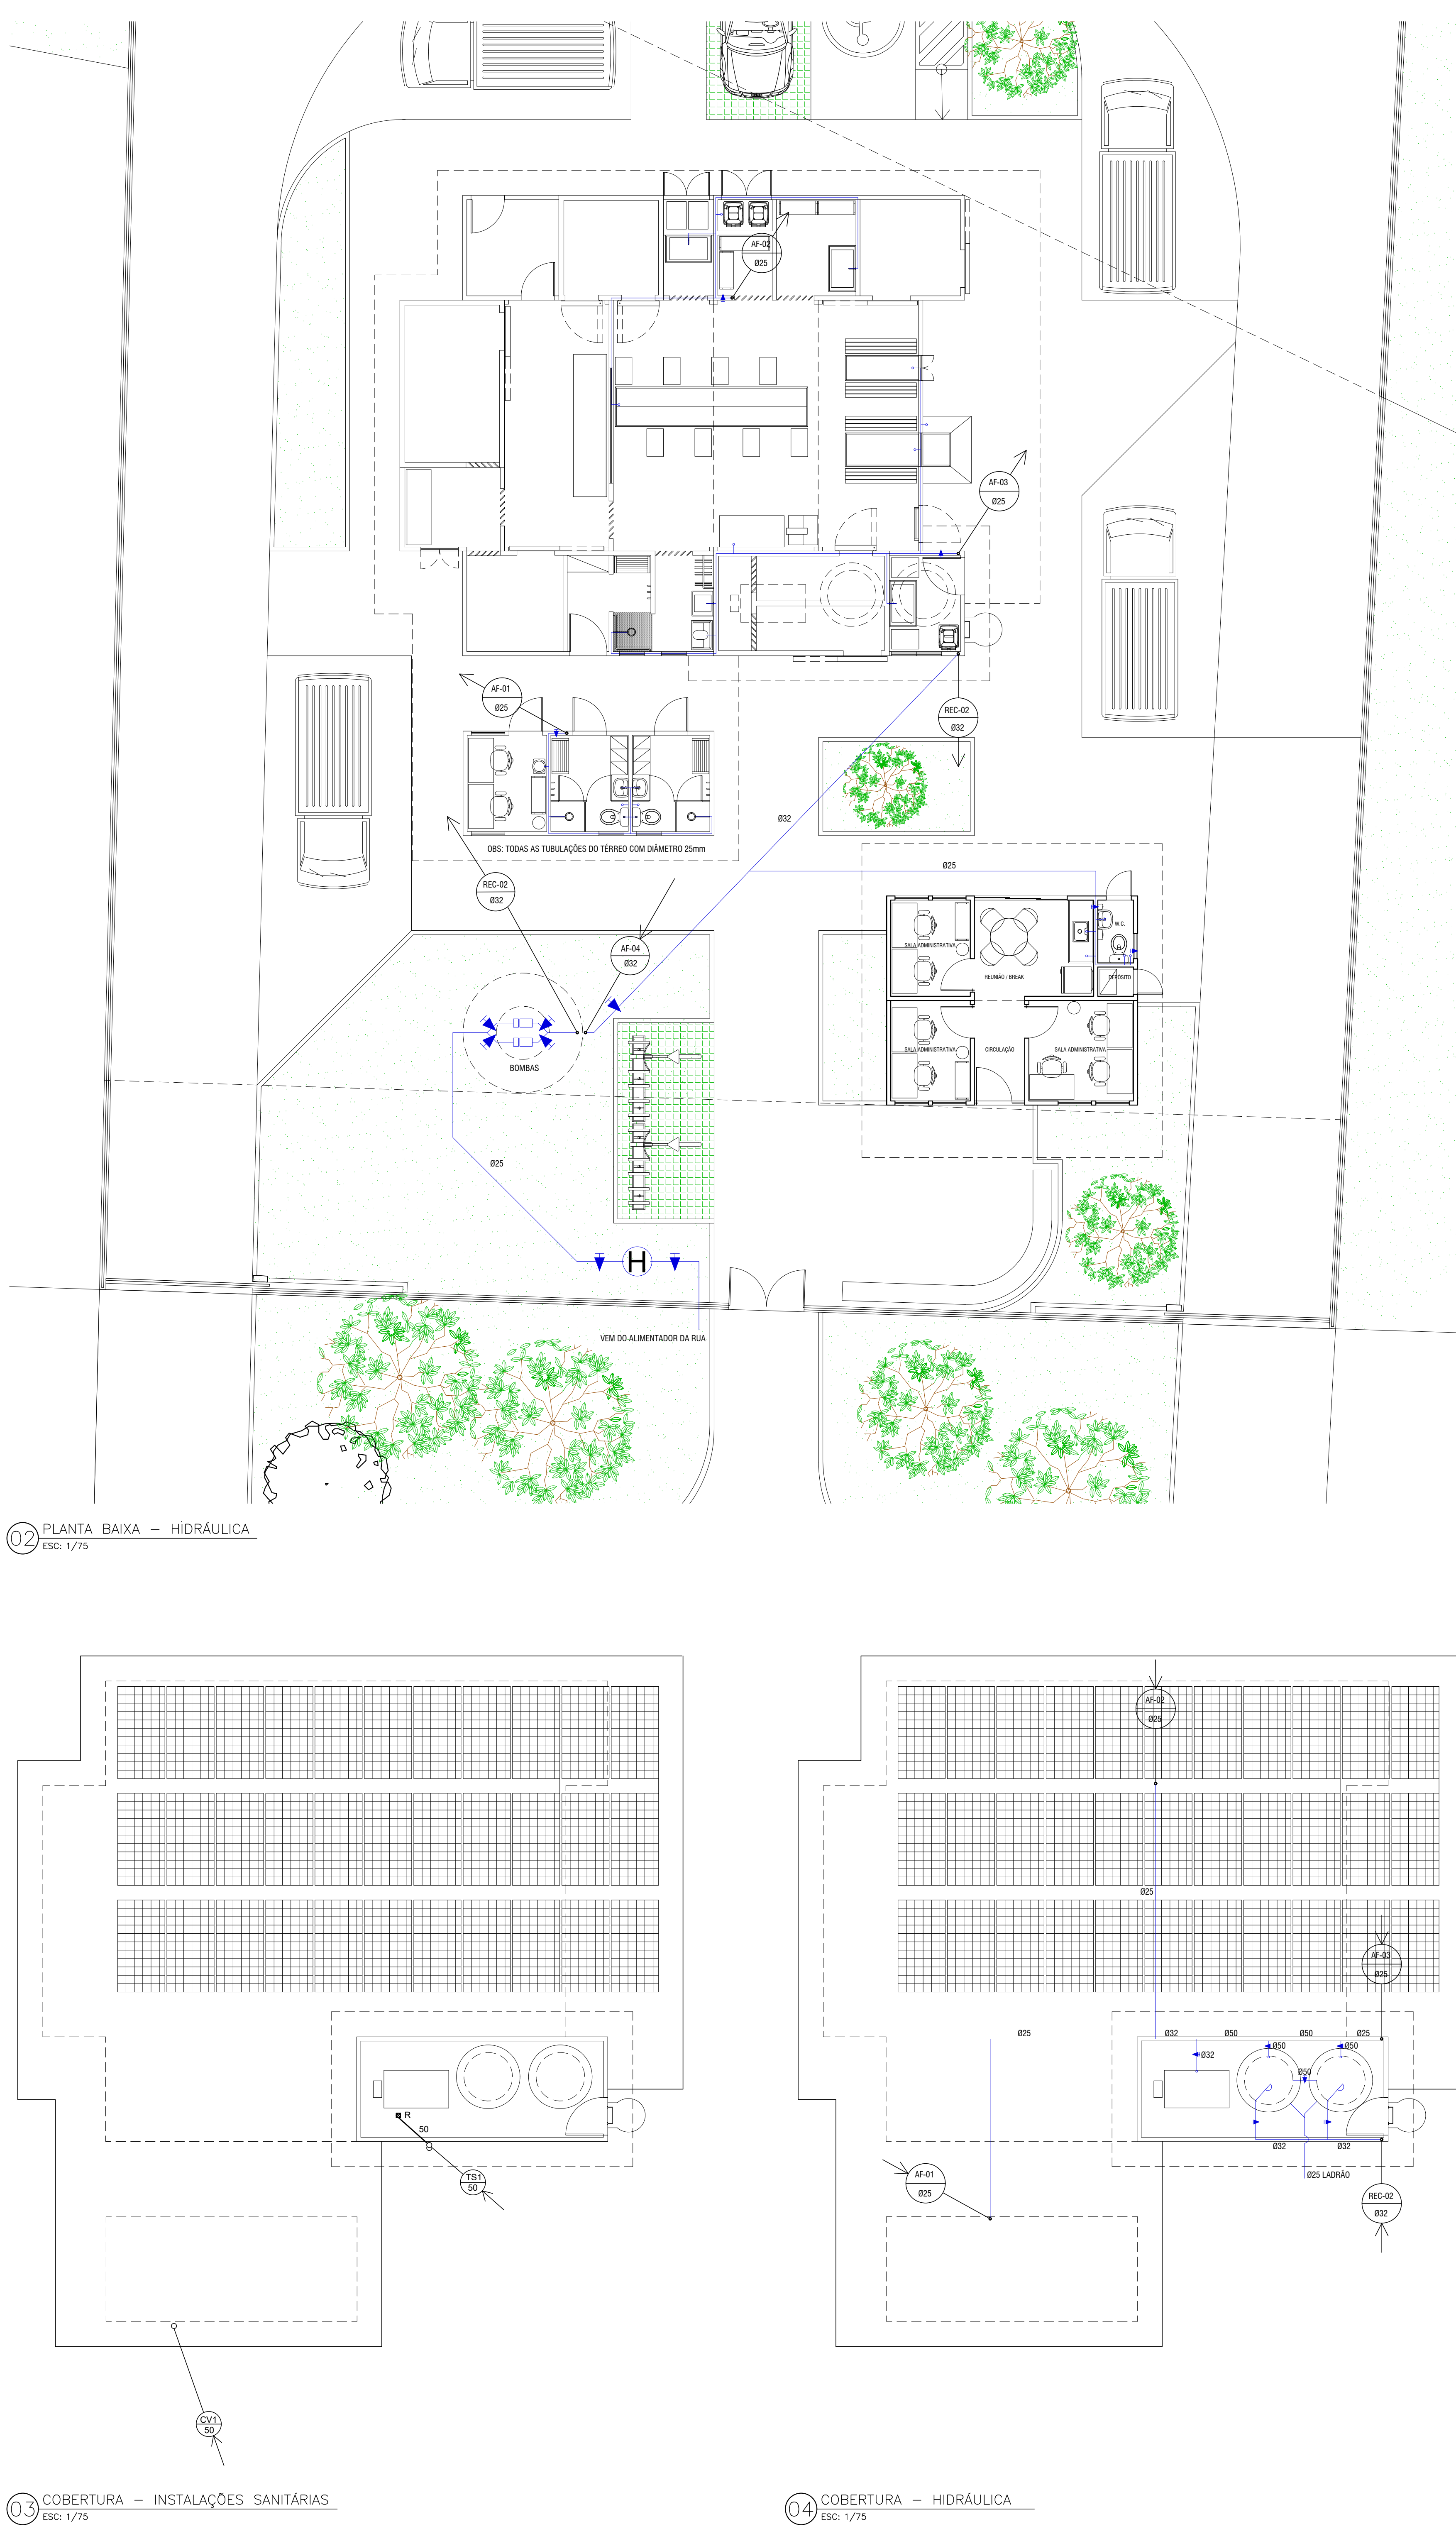 AF-02
Ø25
AF-03
Ø25
AF-01
Ø25
REC-02
Ø32
Ø32
OBS: TODAS AS TUBULAÇÕES DO TÉRREO COM DIÂMETRO 25mm
Ø25
REC-02
Ø32
AF-04
Ø32
W.C.
SALA ADMINISTRATIVA
REUNIÃO / BREAK
DEPÓSITO
SALA ADMINISTRATIVA
CIRCULAÇÃO
SALA ADMINISTRATIVA
BOMBAS
Ø25
H
VEM DO ALIMENTADOR DA RUA
02
PLANTA BAIXA - HIDRÁULICA
ESC: 1/75
R
50
TS1
50
CV1
50
03
COBERTURA - INSTALAÇÕES SANITÁRIAS
ESC: 1/75
AF-02
Ø25
Ø25
AF-03
Ø25
Ø25
Ø32
Ø50
Ø50
Ø25
Ø32
Ø50
Ø50
Ø50
Ø32
Ø32
Ø25 LADRÃO
AF-01
Ø25
REC-02
Ø32
04
COBERTURA - HIDRÁULICA
ESC: 1/75